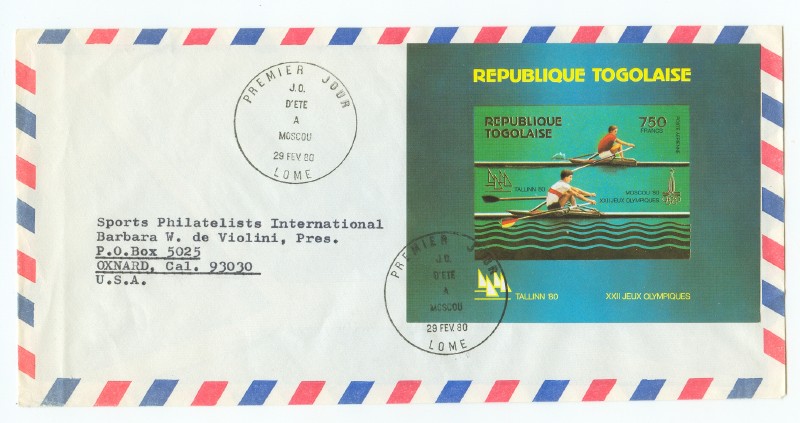 PREMIER JOUR
J.O.
D'ETE
A
MOSCOU
29 FEV. 80
LOME
Sports Philatelists International
Barbara W. de Violini, Pres.
P.O.Box 5025
OXNARD, Cal. 93030
U.S.A.
REPUBLIQUE TOGOLAISE
REPUBLIQUE
TOGOLAISE
750
FRANCS
POSTE AERIENNE
TALLINN '80
MOSCOU '80
XXII JEUX OLYMPIQUES
TALLINN '80
XXII JEUX OLYMPIQUES
PREMIER JOUR
J.O.
D'ETE
A
MOSCOU
29 FEV. 80
LOME